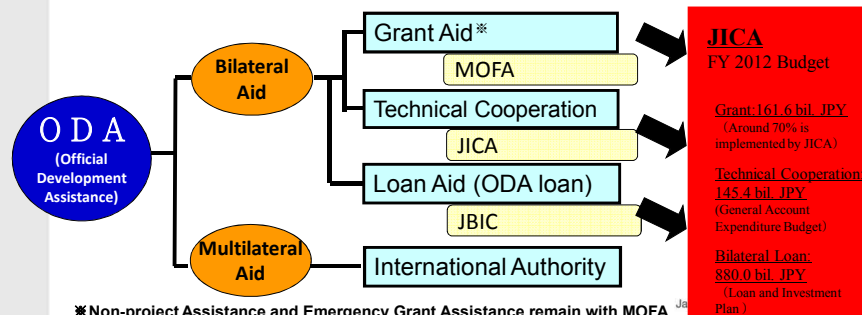 ＯＤＡ
(Official
Development
Assistance)
Bilateral
Aid
Multilateral
Aid
Grant Aid※
MOFA
Technical Cooperation
JICA
Loan Aid (ODA loan)
JBIC
International Authority
※Non-project Assistance and Emergency Grant Assistance remain with MOFA
Ja
JICA
FY 2012 Budget
Grant:161.6 bil. JPY
（Around 70% is
implemented by JICA）
Technical Cooperation:
145.4 bil. JPY
(General Account
Expenditure Budget）
Bilateral Loan:
880.0 bil. JPY
（Loan and Investment
Plan ）